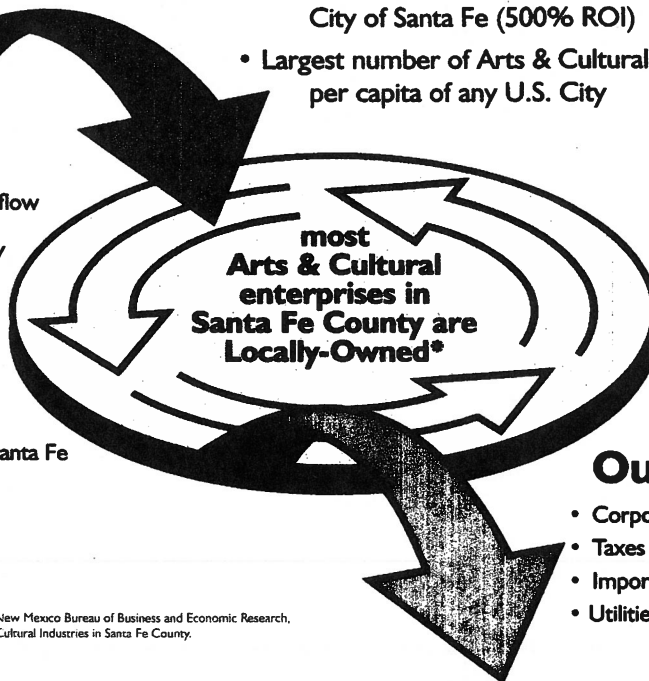 City of Santa Fe (500% ROI)
• Largest number of Arts & Cultural
per capita of any U.S. City
flow
most
Arts & Cultural
enterprises in
Santa Fe County are
Locally-Owned*
anta Fe
Ou
• Corpo
• Taxes
• Impor
• Utilitie
New Mexico Bureau of Business and Economic Research,
Cultural Industries in Santa Fe County.